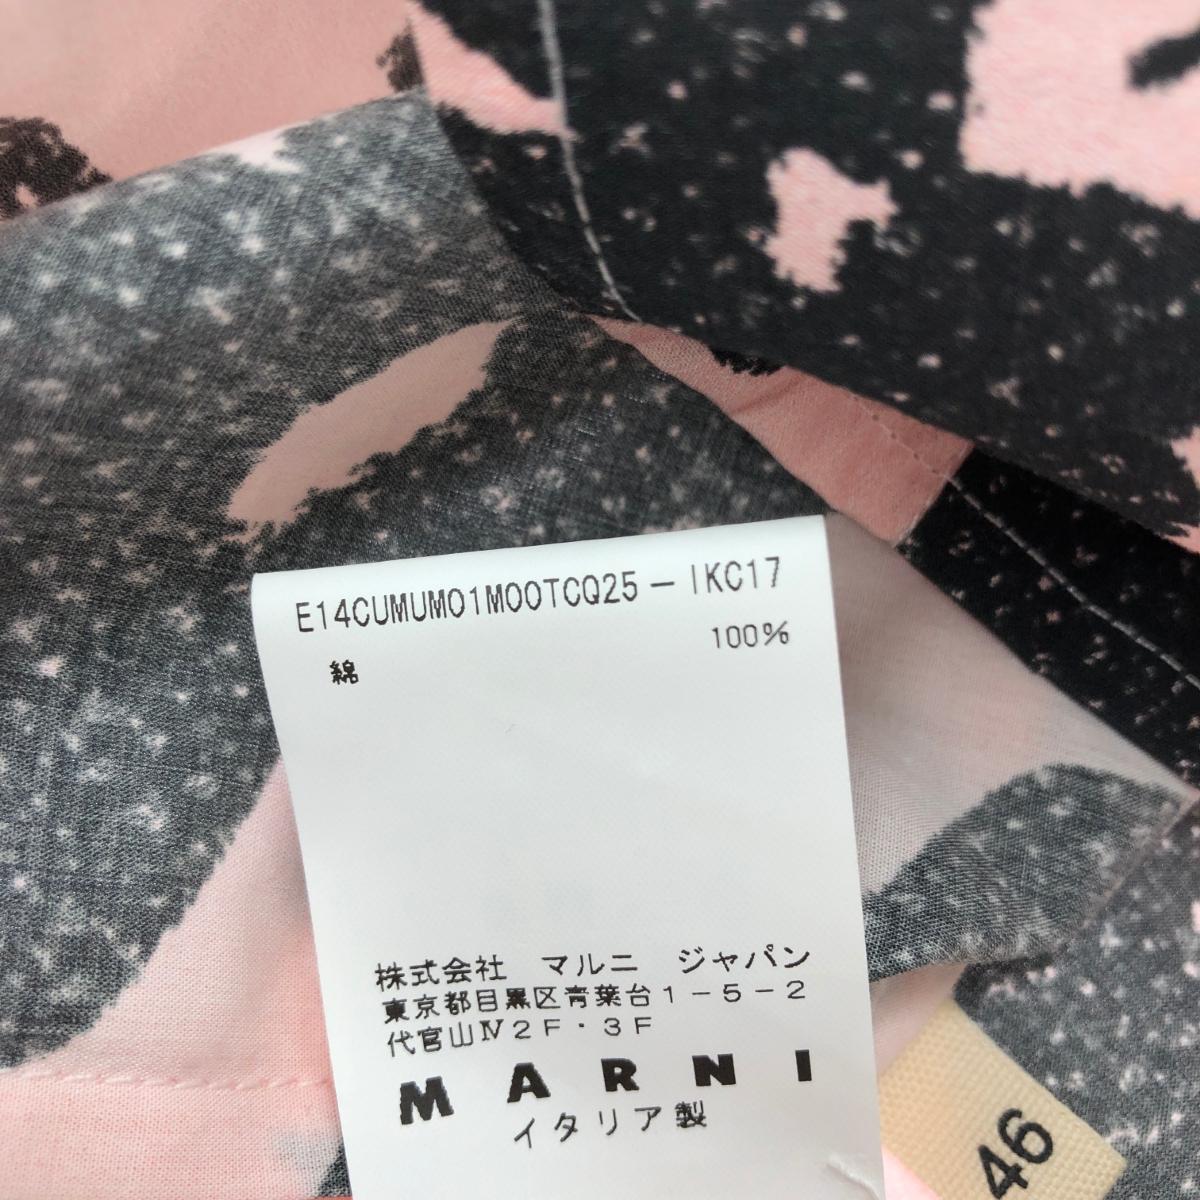 E14CUMUM01M00TCQ25-IKC17
綿 100%
株式会社 マルニ ジャパン
東京都目黒区青葉台1-5-2
代官山Ⅳ2F・3F
MARNI
イタリア製
46